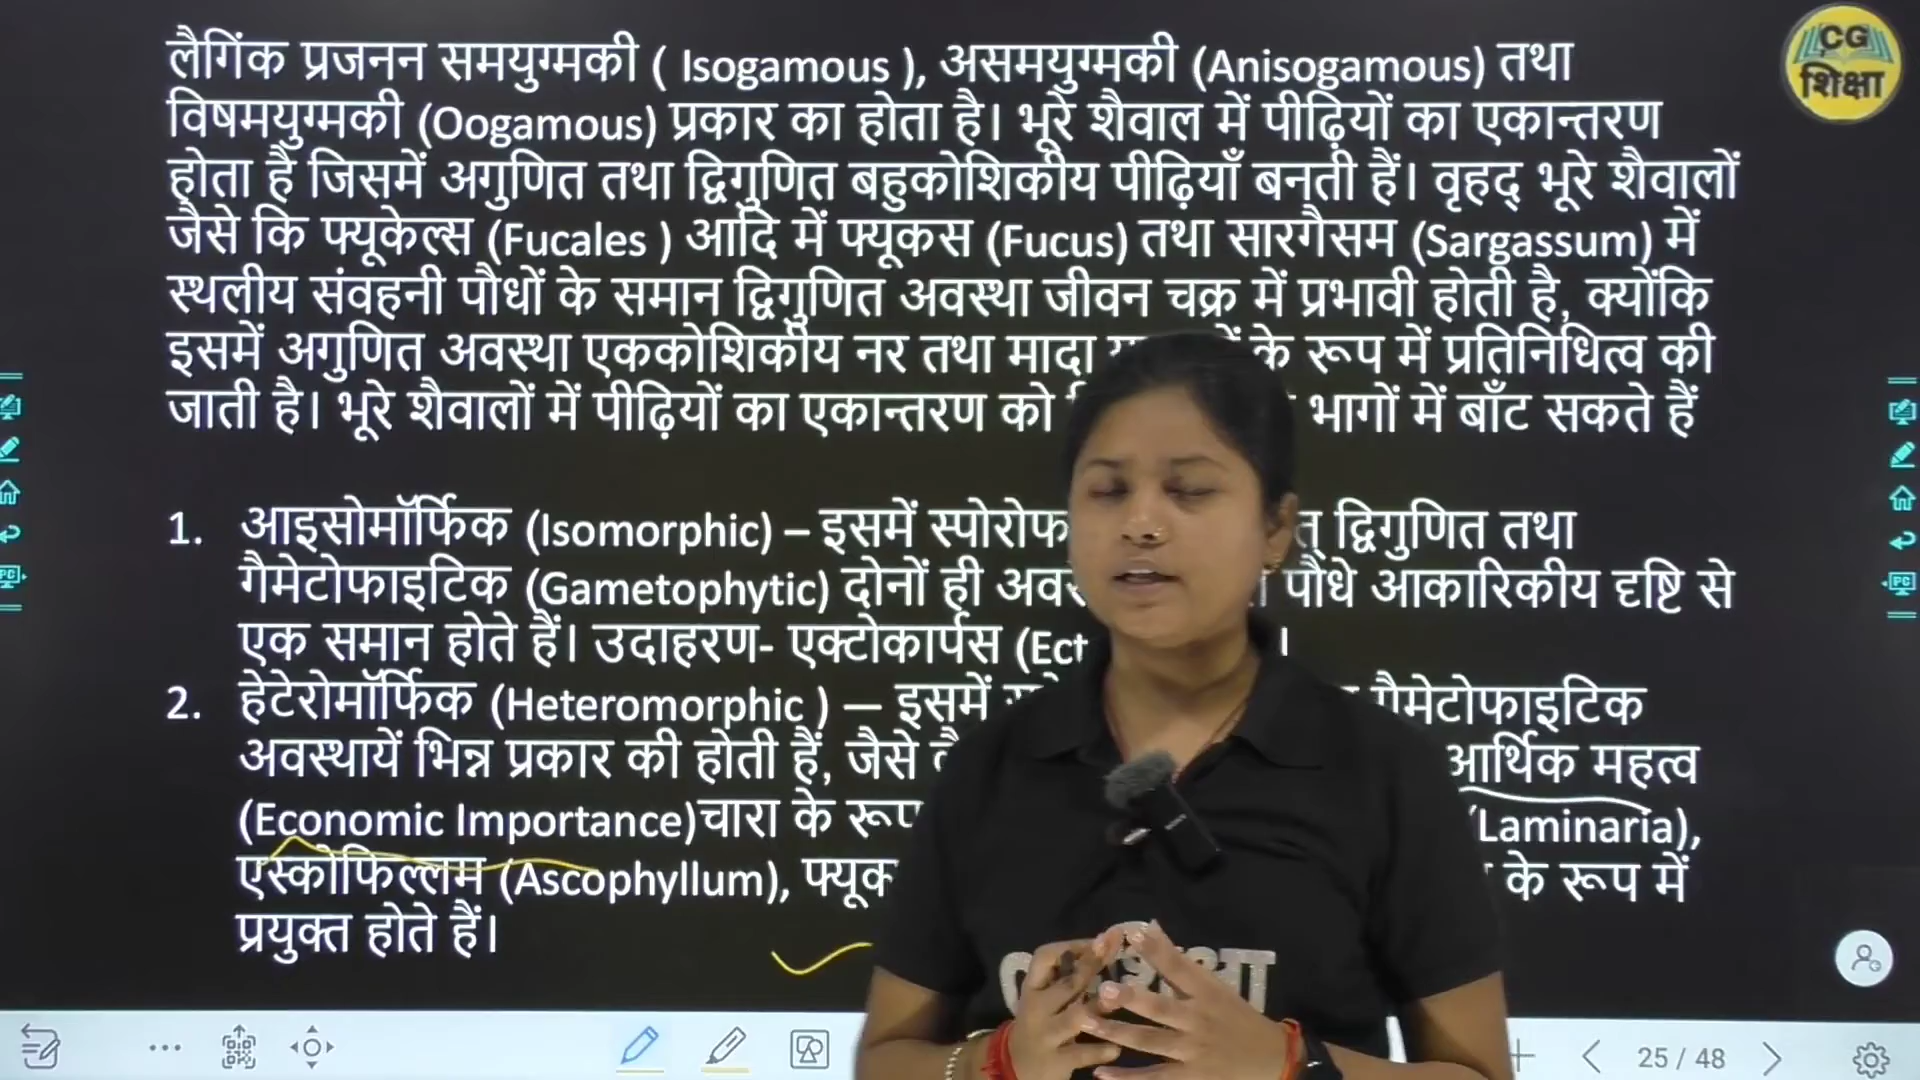 लैगिंक प्रजनन समयुग्मकी ( Isogamous ), असमयुग्मकी (Anisogamous) तथा
विषमयुग्मकी (Oogamous) प्रकार का होता है। भूरे शैवाल में पीढ़ियों का एकान्तरण
होता है जिसमें अगुणित तथा द्विगुणित बहुकोशिकीय पीढ़ियाँ बनती हैं। वृहद् भूरे शैवालों
जैसे कि फ्यूकेल्स (Fucales ) आदि में फ्यूकस (Fucus) तथा सारगैसम (Sargassum) में
स्थलीय संवहनी पौधों के समान द्विगुणित अवस्था जीवन चक्र में प्रभावी होती है, क्योंकि
इसमें अगुणित अवस्था एककोशिकीय नर तथा मादा के रूप में प्रतिनिधित्व की
जाती है। भूरे शैवालों में पीढ़ियों का एकान्तरण को भागों में बाँट सकते हैं
1. आइसोमॉर्फिक (Isomorphic) – इसमें द्विगुणित तथा
गैमेटोफाइटिक (Gametophytic) दोनों ही पौधे आकारिकीय दृष्टि से
एक समान होते हैं। उदाहरण- एक्टोकार्पस
2. हेटेरोमॉर्फिक (Heteromorphic ) — इसमें गैमेटोफाइटिक
अवस्थायें भिन्न प्रकार की होती हैं, जैसे आर्थिक महत्व
(Economic Importance)चारा के (Laminaria),
एस्कोफिल्लम (Ascophyllum), के रूप में
प्रयुक्त होते हैं।
CG
शिक्षा
PC
PC
25 / 48